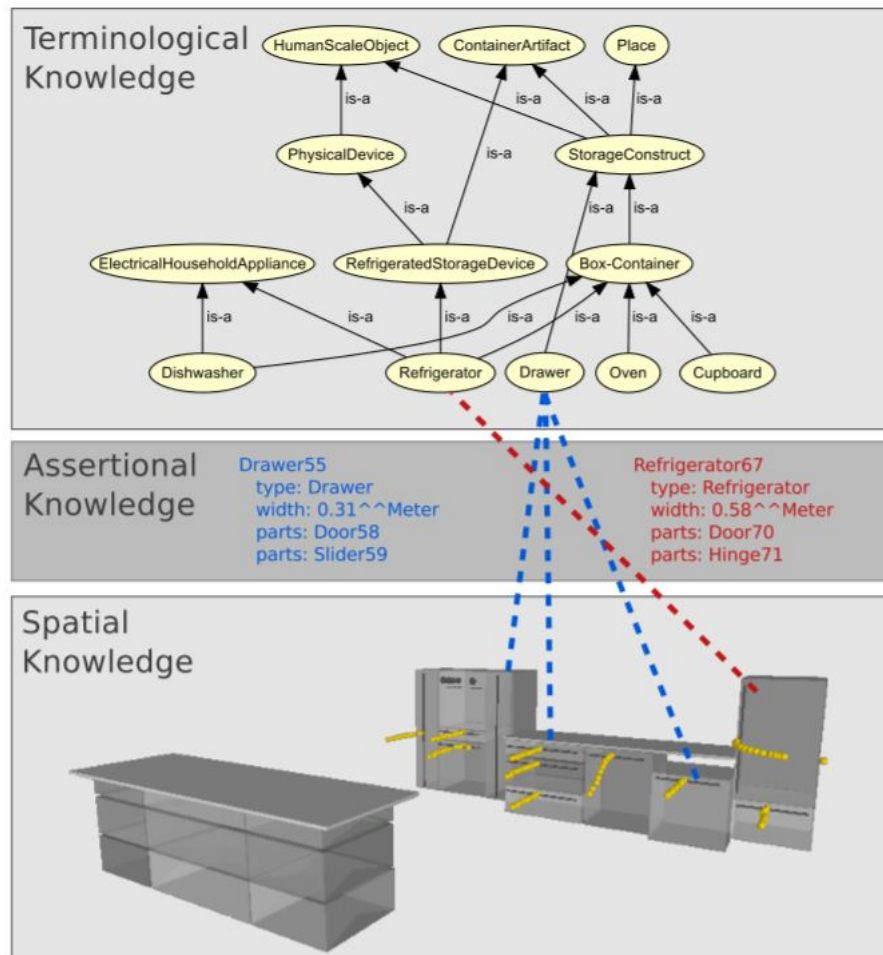 Terminological
Knowledge
HumanScaleObject
ContainerArtifact
Place
is-a
is-a
is-a
is-a
PhysicalDevice
is-a
StorageConstruct
is-a
is-a
is-a
ElectricalHouseholdAppliance
RefrigeratedStorageDevice
Box-Container
is-a
is-a
is-a
is-a
is-a
is-a
is-a
Dishwasher
Refrigerator
Drawer
Oven
Cupboard
Assertional
Knowledge
Drawer55
type: Drawer
width: 0.31^^Meter
parts: Door58
parts: Slider59
Refrigerator67
type: Refrigerator
width: 0.58^^Meter
parts: Door70
parts: Hinge71
Spatial
Knowledge